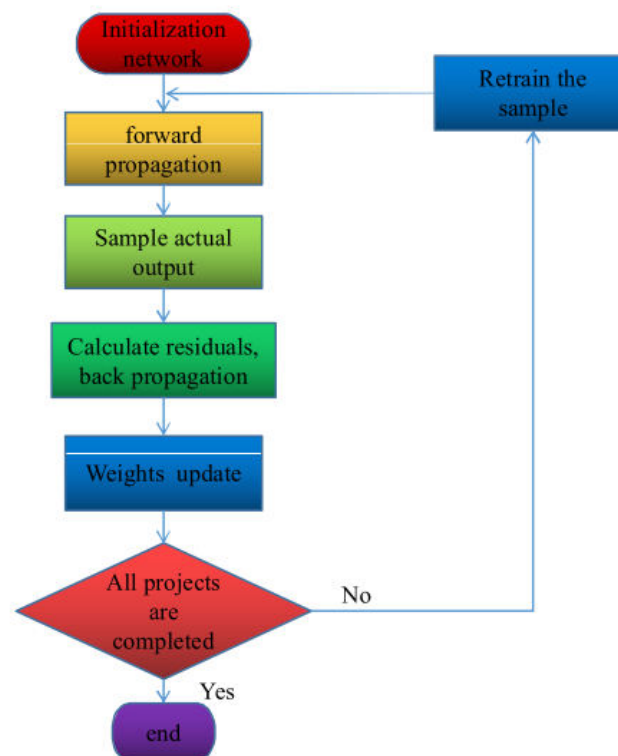 Initialization
network
Retrain the
sample
forward
propagation
Sample actual
output
Calculate residuals,
back propagation
Weights update
All projects
are
completed
No
Yes
end